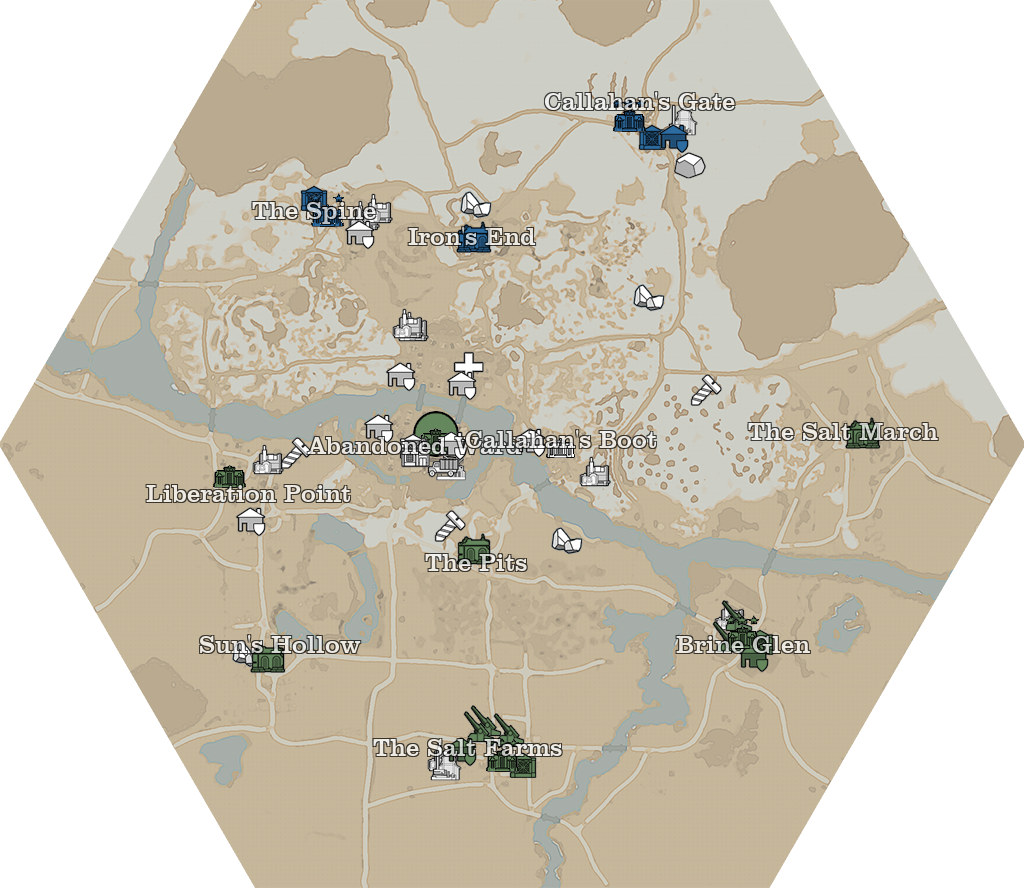 Callahan's Gate
The Spine
Iron's End
The Salt March
Abandoned Ward
Callahan's Boot
Liberation Point
The Pits
Sun's Hollow
Brine Glen
The Salt Farms